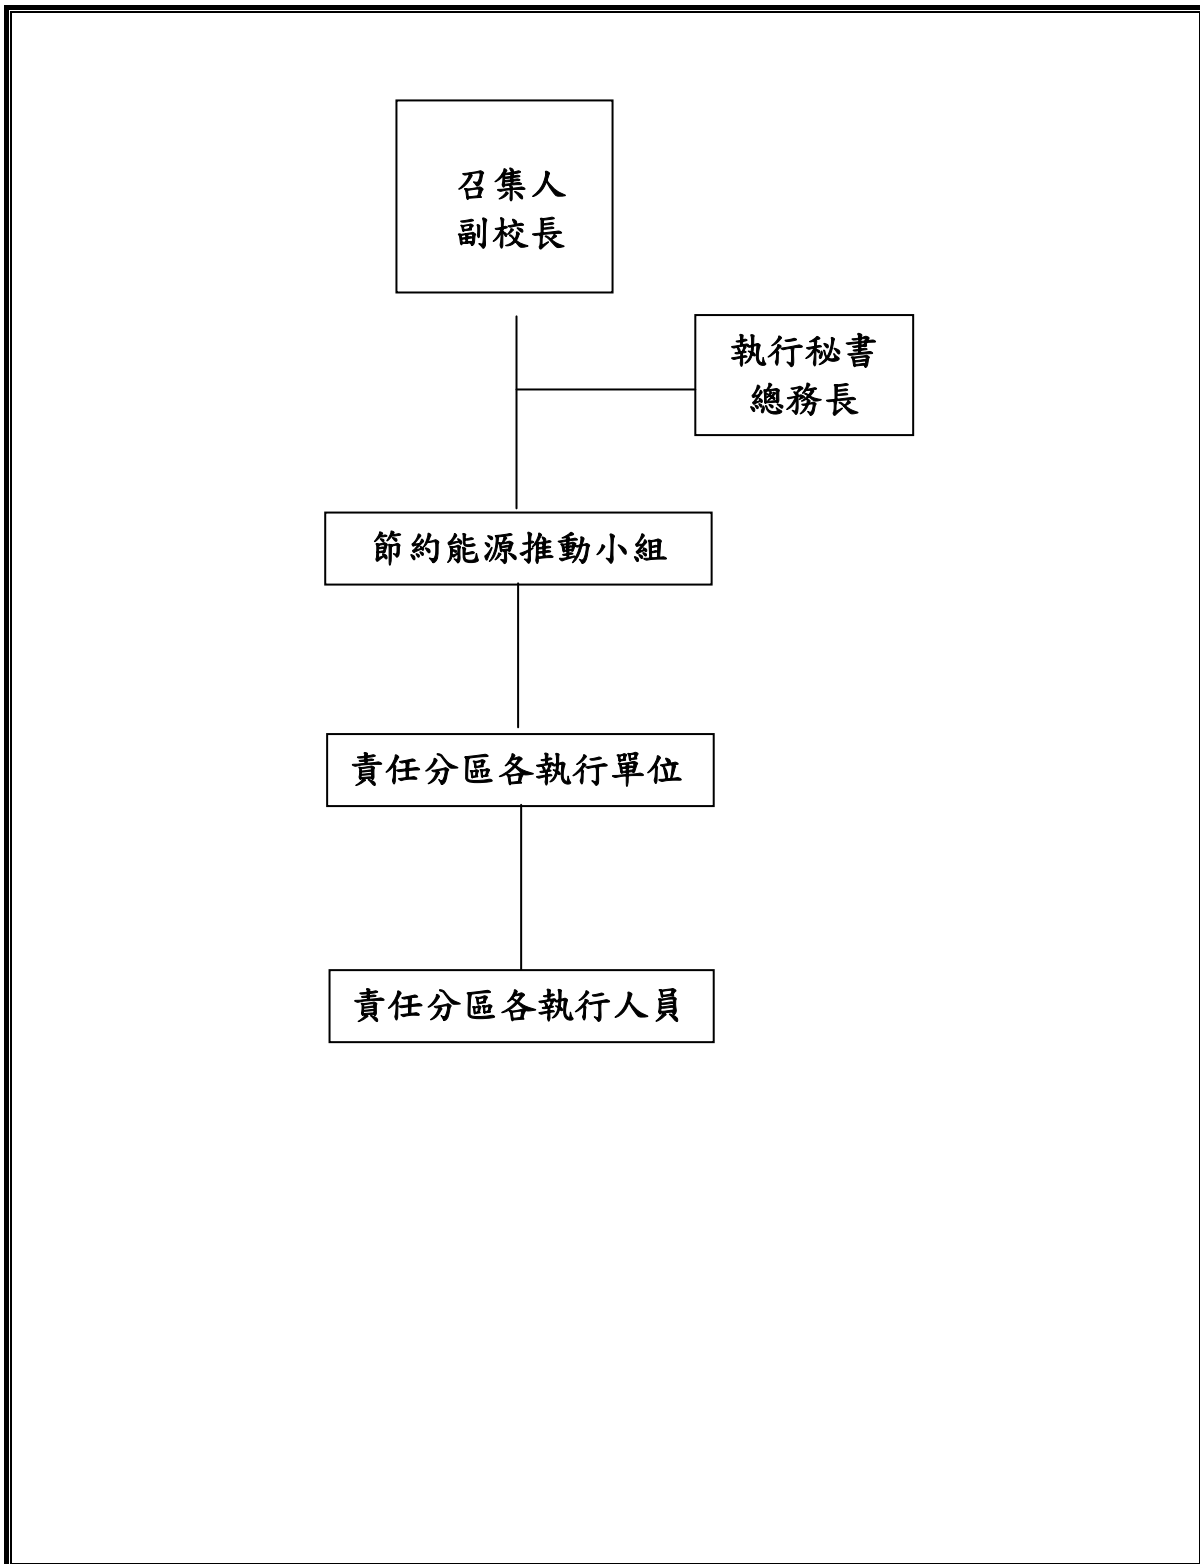 召集人
副校長
執行秘書
總務長
節約能源推動小組
責任分區各執行單位
責任分區各執行人員